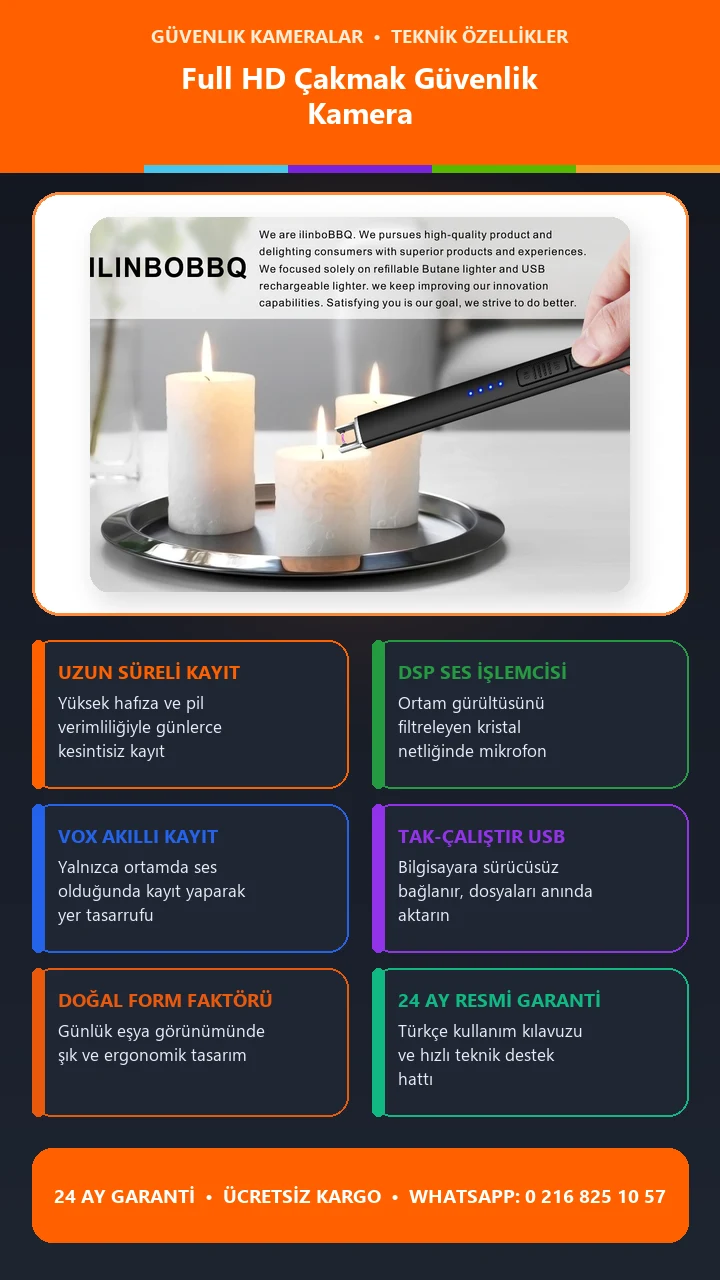 GÜVENLIK KAMERALAR • TEKNİK ÖZELLİKLER
Full HD Çakmak Güvenlik
Kamera
ILINBOBBQ
We are ilinboBBQ. We pursues high-quality product and
delighting consumers with superior products and experiences.
We focused solely on refillable Butane lighter and USB
rechargeable lighter. we keep improving our innovation
capabilities. Satisfying you is our goal, we strive to do better.
UZUN SÜRELİ KAYIT
Yüksek hafıza ve pil
verimliliğiyle günlerce
kesintisiz kayıt
DSP SES İŞLEMCİSİ
Ortam gürültüsünü
filtreleyen kristal
netliğinde mikrofon
VOX AKILLI KAYIT
Yalnızca ortamda ses
olduğunda kayıt yaparak
yer tasarrufu
TAK-ÇALIŞTIR USB
Bilgisayara sürücüsüz
bağlanır, dosyaları anında
aktarın
DOĞAL FORM FAKTÖRÜ
Günlük eşya görünümünde
şık ve ergonomik tasarım
24 AY RESMİ GARANTİ
Türkçe kullanım kılavuzu
ve hızlı teknik destek
hattı
24 AY GARANTİ • ÜCRETSİZ KARGO • WHATSAPP: 0 216 825 10 57